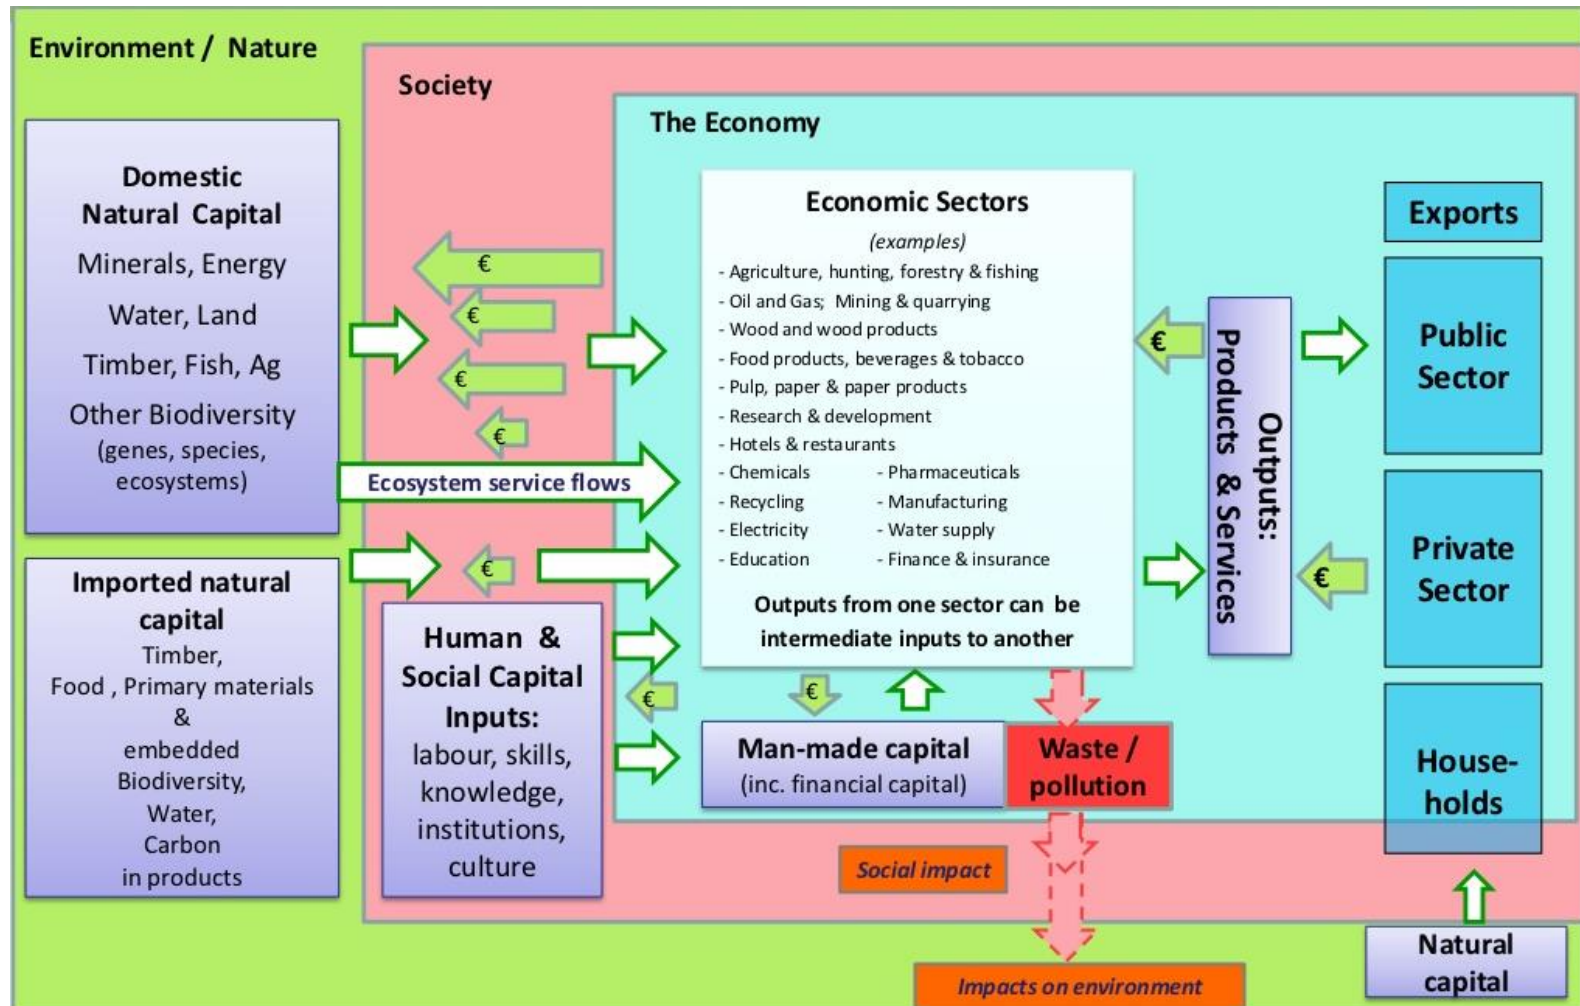 Environment / Nature
Society
The Economy
Domestic
Natural Capital
Minerals, Energy
Water, Land
Timber, Fish, Ag
Other Biodiversity
(genes, species,
ecosystems)
Imported natural
capital
Timber,
Food , Primary materials
&
embedded
Biodiversity,
Water,
Carbon
in products
€
€
€
€
Ecosystem service flows
€
Human &
Social Capital
Inputs:
labour, skills,
knowledge,
institutions,
culture
€
Economic Sectors
(examples)
- Agriculture, hunting, forestry & fishing
- Oil and Gas; Mining & quarrying
- Wood and wood products
- Food products, beverages & tobacco
- Pulp, paper & paper products
- Research & development
- Hotels & restaurants
- Chemicals - Pharmaceuticals
- Recycling - Manufacturing
- Electricity - Water supply
- Education - Finance & insurance
Outputs from one sector can be
intermediate inputs to another
€
Man-made capital
(inc. financial capital)
Waste /
pollution
Social impact
Impacts on environment
€
Outputs:
Products & Services
€
Exports
Public
Sector
Private
Sector
House-
holds
Natural
capital